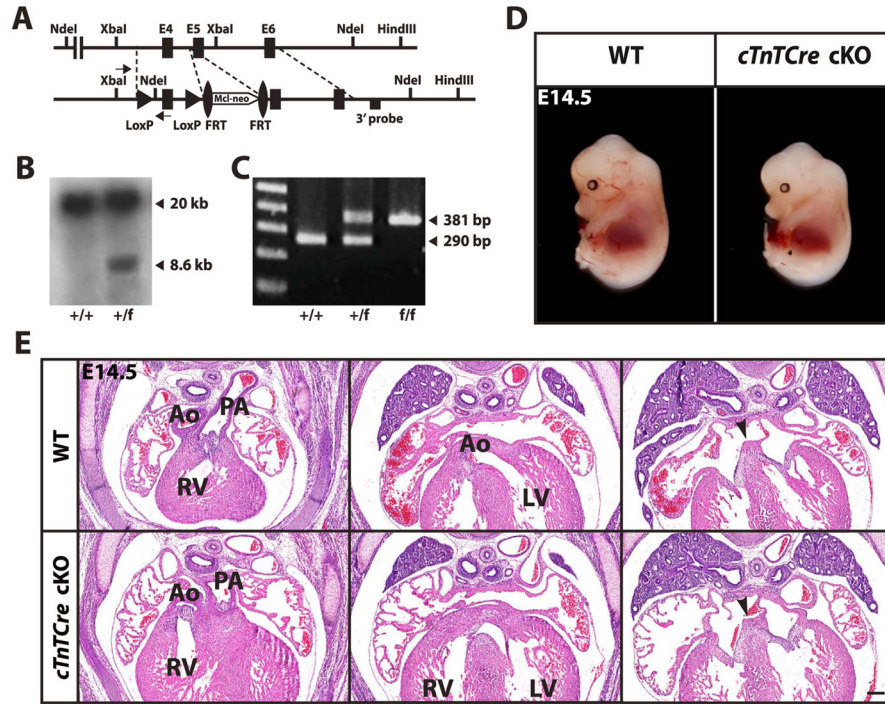 A
NdeI XbaI E4 E5 XbaI E6 NdeI HindIII
XbaI NdeI Mcl-neo NdeI HindIII
LoxP LoxP FRT FRT 3’ probe
B
20 kb
8.6 kb
+/+ +/f
C
381 bp
290 bp
+/+ +/f f/f
D
WT cTnTCre cKO
E14.5
E
WT
E14.5
Ao PA
RV
Ao
LV
cTnTCre cKO
Ao PA
RV
RV LV